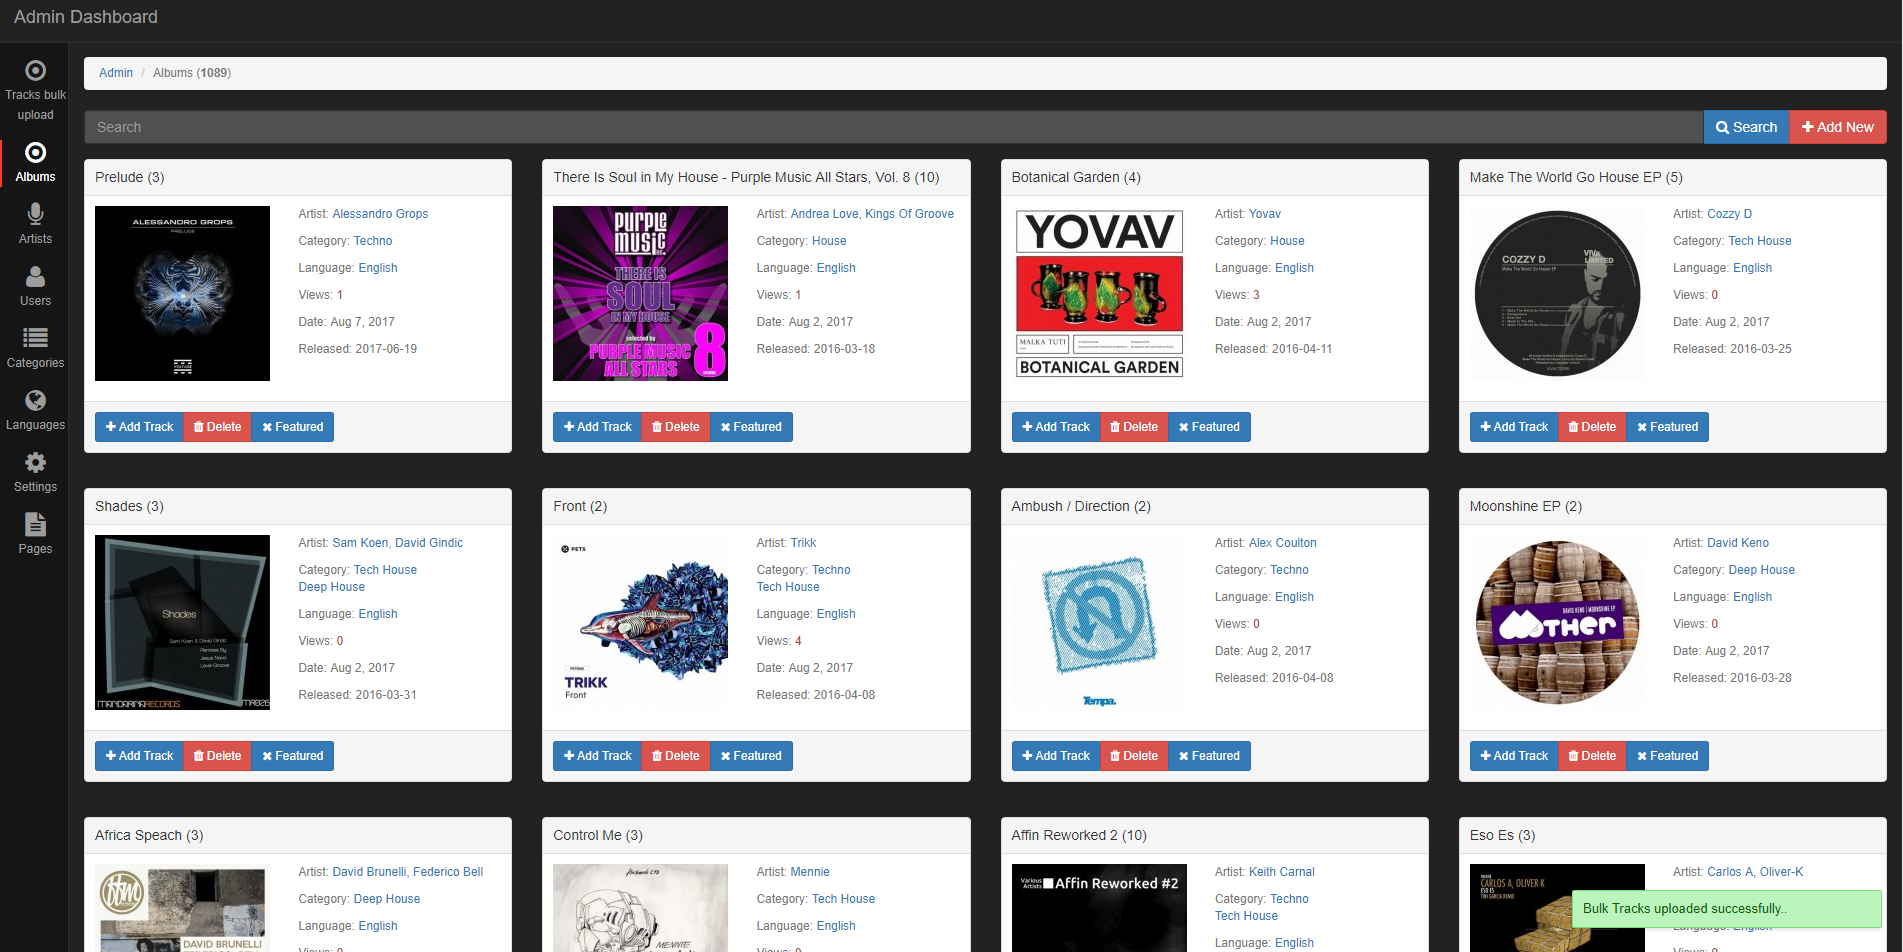 Admin Dashboard
Tracks bulk
upload
Albums
Artists
Users
Categories
Languages
Settings
Pages
Admin / Albums (1089)
Search
Search
Add New
Prelude (3)
ALESSANDRO GROPS
PRELUDE
VOLTAGE
Artist: Alessandro Grops
Category: Techno
Language: English
Views: 1
Date: Aug 7, 2017
Released: 2017-06-19
Add Track
Delete
Featured
There Is Soul in My House - Purple Music All Stars, Vol. 8 (10)
PURPLE
MUSIC
THERE IS
SOUL
IN MY HOUSE
selected by
PURPLE MUSIC
ALL STARS
8
Artist: Andrea Love, Kings Of Groove
Category: House
Language: English
Views: 1
Date: Aug 2, 2017
Released: 2016-03-18
Add Track
Delete
Featured
Botanical Garden (4)
YOVAV
MALKA TUTI
BOTANICAL GARDEN
Artist: Yovav
Category: House
Language: English
Views: 3
Date: Aug 2, 2017
Released: 2016-04-11
Add Track
Delete
Featured
Make The World Go House EP (5)
COZZY D
Make The World Go House EP
VIVa
LIMITED
Artist: Cozzy D
Category: Tech House
Language: English
Views: 0
Date: Aug 2, 2017
Released: 2016-03-25
Add Track
Delete
Featured
Shades (3)
Shades
Sam Koen & David Gindic
Remixes By
Jesus Nava
Level Groove
MANDARINARECORDS
MR026
Artist: Sam Koen, David Gindic
Category: Tech House
Deep House
Language: English
Views: 0
Date: Aug 2, 2017
Released: 2016-03-31
Add Track
Delete
Featured
Front (2)
PETS
TRIKK
Front
Artist: Trikk
Category: Techno
Tech House
Language: English
Views: 4
Date: Aug 2, 2017
Released: 2016-04-08
Add Track
Delete
Featured
Ambush / Direction (2)
Tempa.
Artist: Alex Coulton
Category: Techno
Language: English
Views: 0
Date: Aug 2, 2017
Released: 2016-04-08
Add Track
Delete
Featured
Moonshine EP (2)
DAVID KENO | MOONSHINE EP
MOTHER
Artist: David Keno
Category: Deep House
Language: English
Views: 0
Date: Aug 2, 2017
Released: 2016-03-28
Add Track
Delete
Featured
Africa Speach (3)
DAVID BRUNELLI
Artist: David Brunelli, Federico Bell
Category: Deep House
Language: English
Views: 0
Control Me (3)
MENNIE
Artist: Mennie
Category: Tech House
Language: English
Views: 0
Affin Reworked 2 (10)
Various
Artists
Affin Reworked #2
Artist: Keith Carnal
Category: Techno
Tech House
Language: English
Eso Es (3)
CARLOS A, OLIVER-K
ESO ES
Artist: Carlos A, Oliver-K
Bulk Tracks uploaded successfully..
Language: English
Views: 0